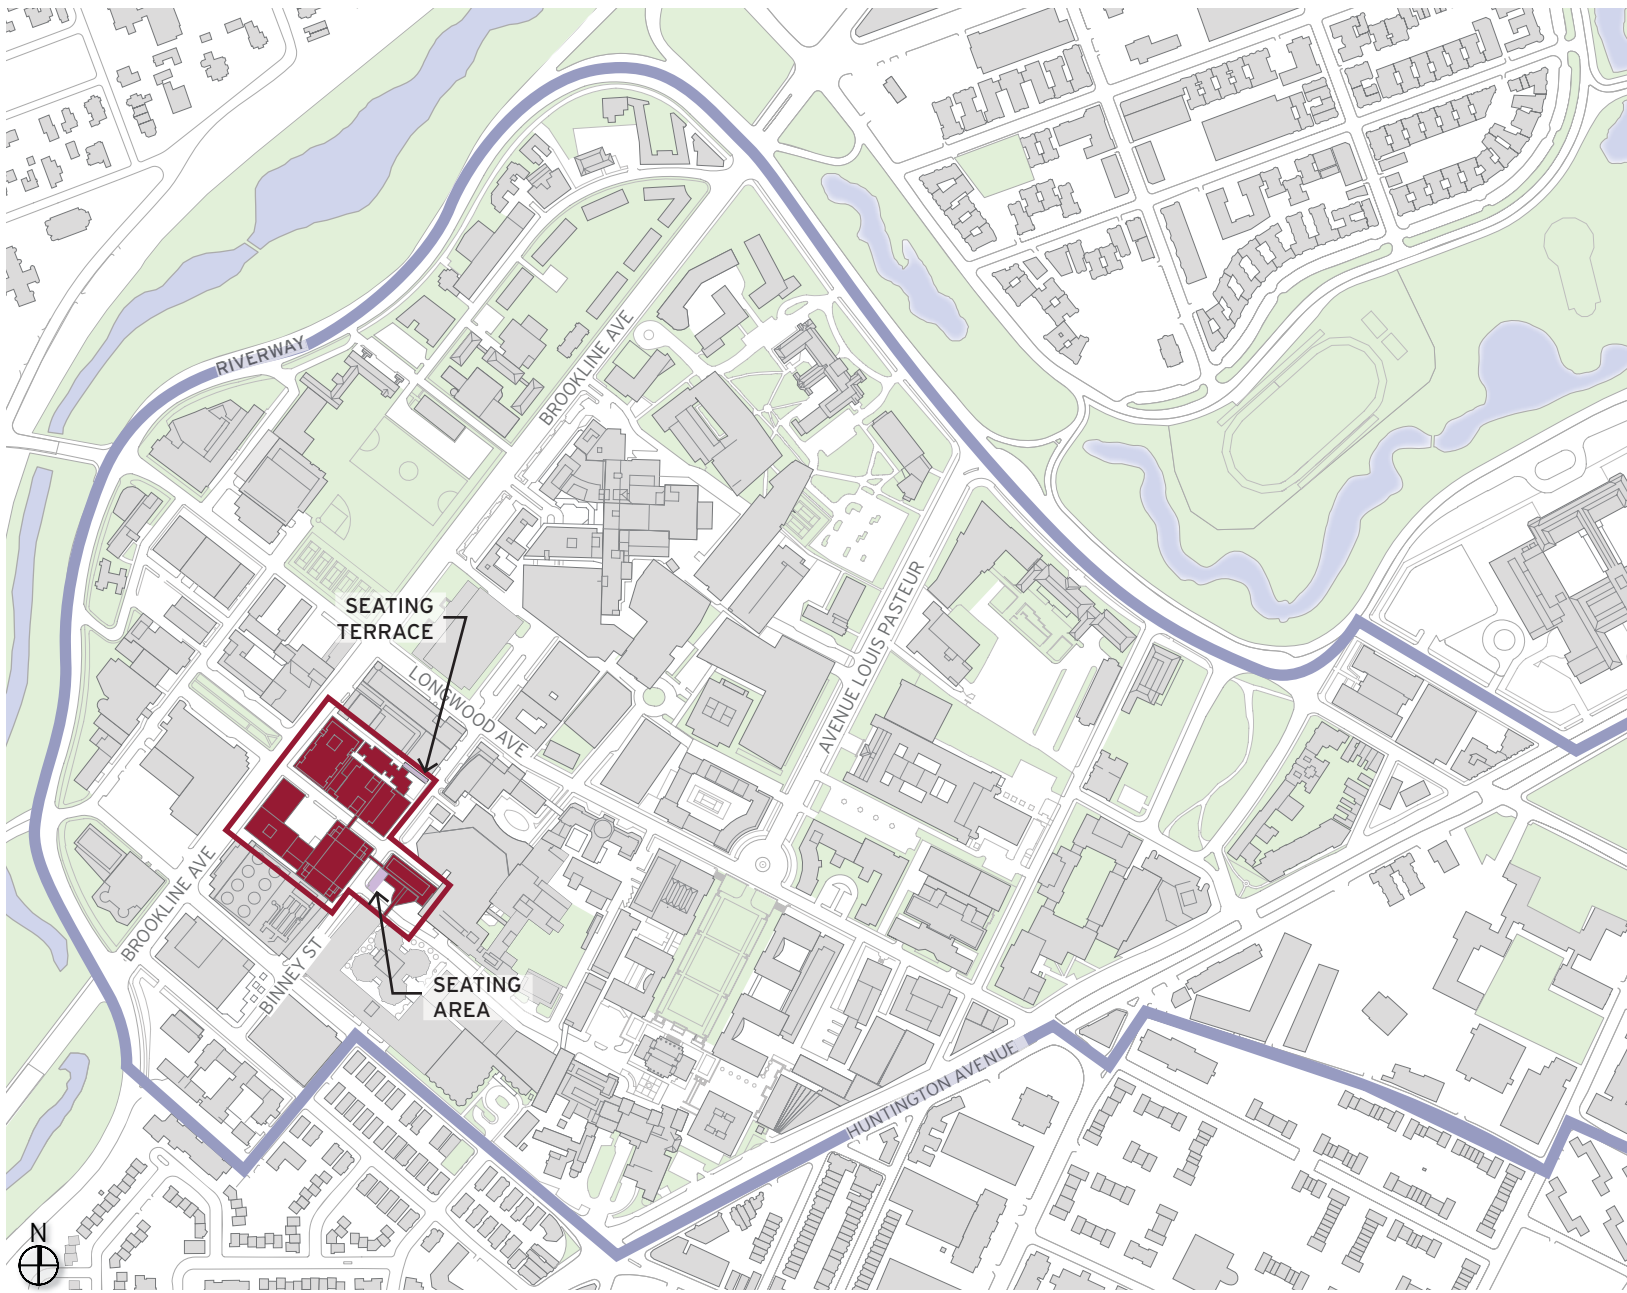 RIVERWAY
BROOKLINE AVE
SEATING
TERRACE
LONGWOOD AVE
AVENUE LOUIS PASTEUR
BROOKLINE AVE
BINNEY ST
SEATING
AREA
HUNTINGTON AVENUE
N